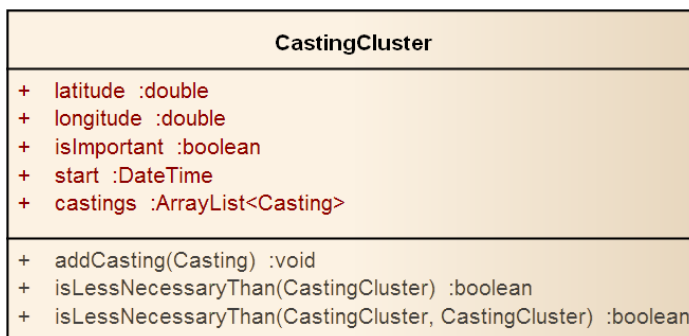 CastingCluster
+ latitude :double
+ longitude :double
+ isImportant :boolean
+ start :DateTime
+ castings :ArrayList<Casting>
+ addCasting(Casting) :void
+ isLessNecessaryThan(CastingCluster) :boolean
+ isLessNecessaryThan(CastingCluster, CastingCluster) :boolean